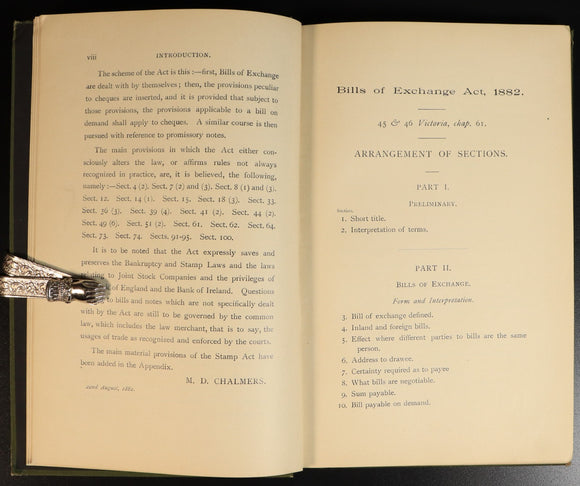 viii
INTRODUCTION.
The scheme of the Act is this :—first, Bills of Exchange
are dealt with by themselves; then, the provisions peculiar
to cheques are inserted, and it is provided that subject to
those provisions, the provisions applicable to a bill on
demand shall apply to cheques. A similar course is then
pursued with reference to promissory notes.
The main provisions in which the Act either con-
sciously alters the law, or affirms rules not always
recognized in practice, are, it is believed, the following,
namely :—Sect. 4 (2). Sect. 7 (2) and (3). Sect. 8 (1) and (3).
Sect. 12. Sect. 14 (1). Sect. 15. Sect. 18 (3). Sect. 33.
Sect. 36 (3). Sect. 39 (4). Sect. 41 (2). Sect. 44 (2).
Sect. 49 (6). Sect. 51 (2). Sect. 61. Sect. 62. Sect. 64.
Sect. 73. Sect. 74. Sects. 91-95. Sect. 100.
It is to be noted that the Act expressly saves and
preserves the Bankruptcy and Stamp Laws and the laws
relating to Joint Stock Companies and the privileges of
of England and the Bank of Ireland. Questions
to bills and notes which are not specifically dealt
with by the Act are still to be governed by the common
law, which includes the law merchant, that is to say, the
usages of trade as recognized and enforced by the courts.
The main material provisions of the Stamp Act have
been added in the Appendix.
M. D. CHALMERS.
22nd August, 1882.
Bills of Exchange Act, 1882.
45 & 46 Victoria, chap. 61.
ARRANGEMENT OF SECTIONS.
PART I.
PRELIMINARY.
Section.
1. Short title.
2. Interpretation of terms.
PART II.
BILLS OF EXCHANGE.
Form and Interpretation.
3. Bill of exchange defined.
4. Inland and foreign bills.
5. Effect where different parties to bills are the same
person.
6. Address to drawee.
7. Certainty required as to payee
8. What bills are negotiable.
9. Sum payable.
10. Bill payable on demand.